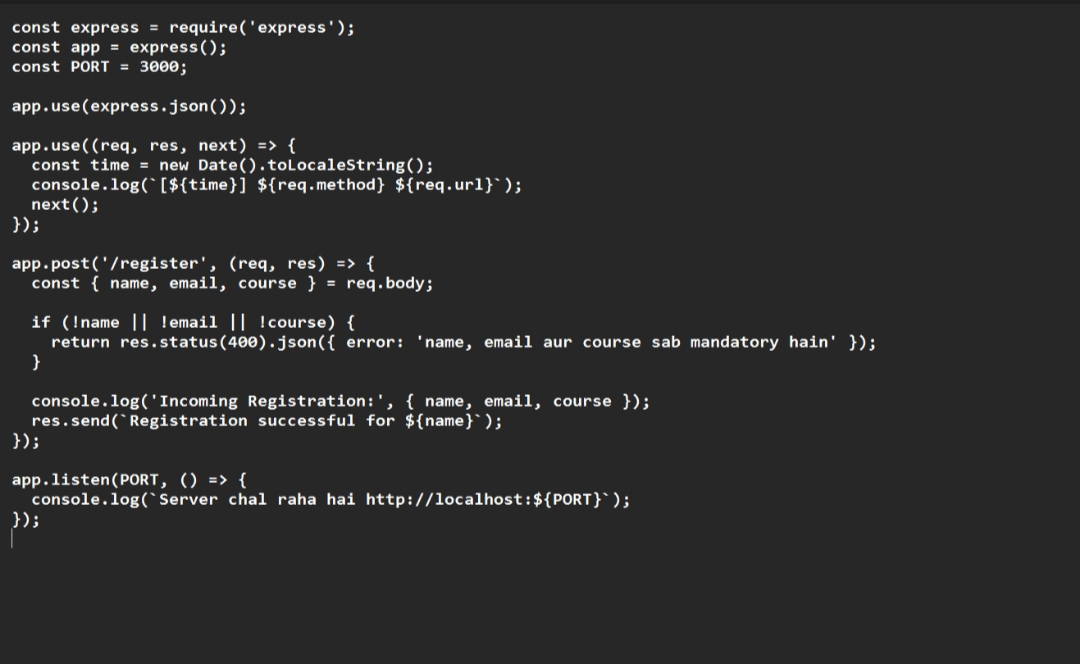 const express = require('express');
const app = express();
const PORT = 3000;

app.use(express.json());

app.use((req, res, next) => {
  const time = new Date().toLocaleString();
  console.log(`[${time}] ${req.method} ${req.url}`);
  next();
});

app.post('/register', (req, res) => {
  const { name, email, course } = req.body;

  if (!name || !email || !course) {
    return res.status(400).json({ error: 'name, email aur course sab mandatory hain' });
  }

  console.log('Incoming Registration:', { name, email, course });
  res.send(`Registration successful for ${name}`);
});

app.listen(PORT, () => {
  console.log(`Server chal raha hai http://localhost:${PORT}`);
});